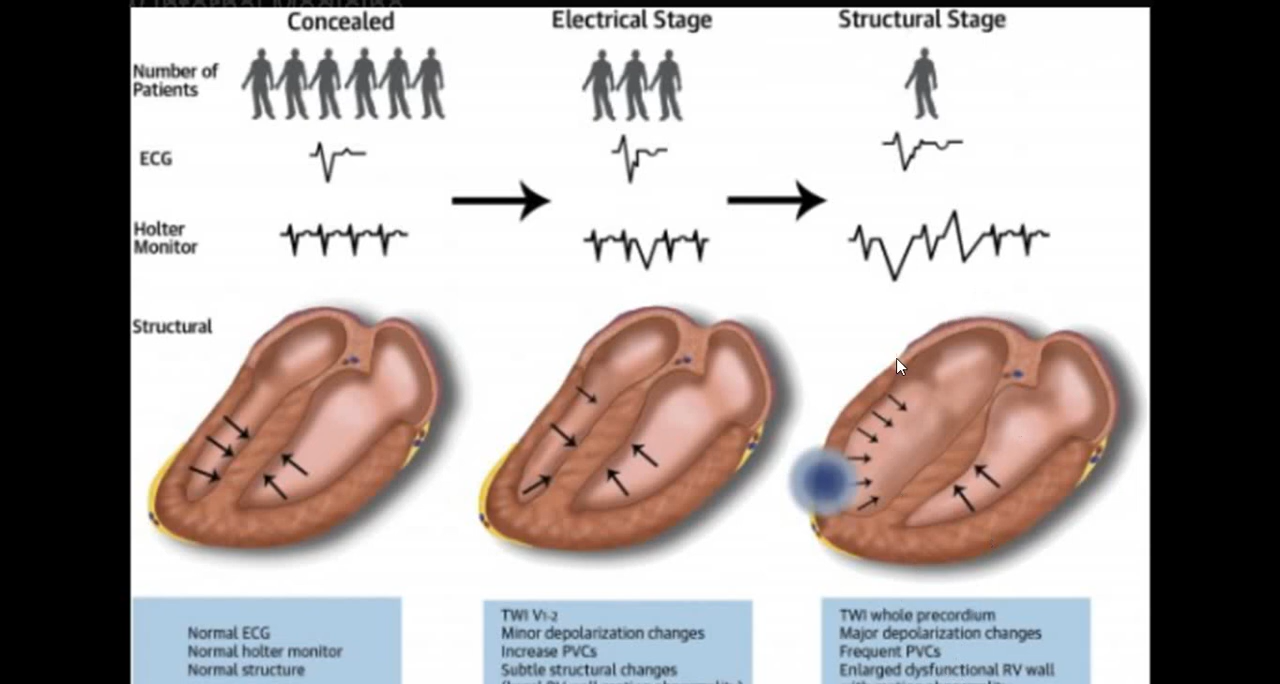 Concealed
Electrical Stage
Structural Stage
Number of
Patients
ECG
Holter
Monitor
Structural
Normal ECG
Normal holter monitor
Normal structure
TWI V1-2
Minor depolarization changes
Increase PVCs
Subtle structural changes
TWI whole precordium
Major depolarization changes
Frequent PVCs
Enlarged dysfunctional RV wall